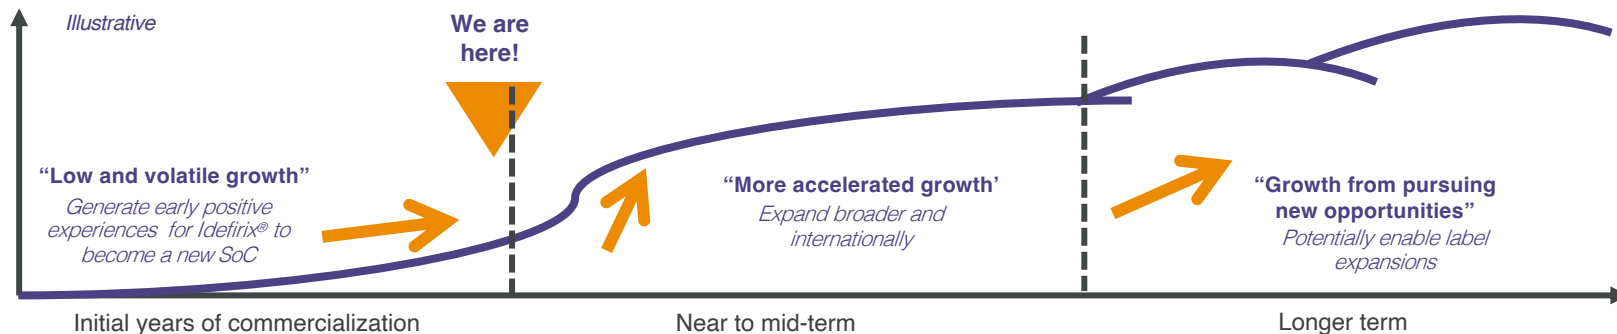 Illustrative
We are
here!
“Low and volatile growth”
Generate early positive
experiences for Idefirix® to
become a new SoC
“More accelerated growth’
Expand broader and
internationally
“Growth from pursuing
new opportunities”
Potentially enable label
expansions
Initial years of commercialization
Near to mid-term
Longer term